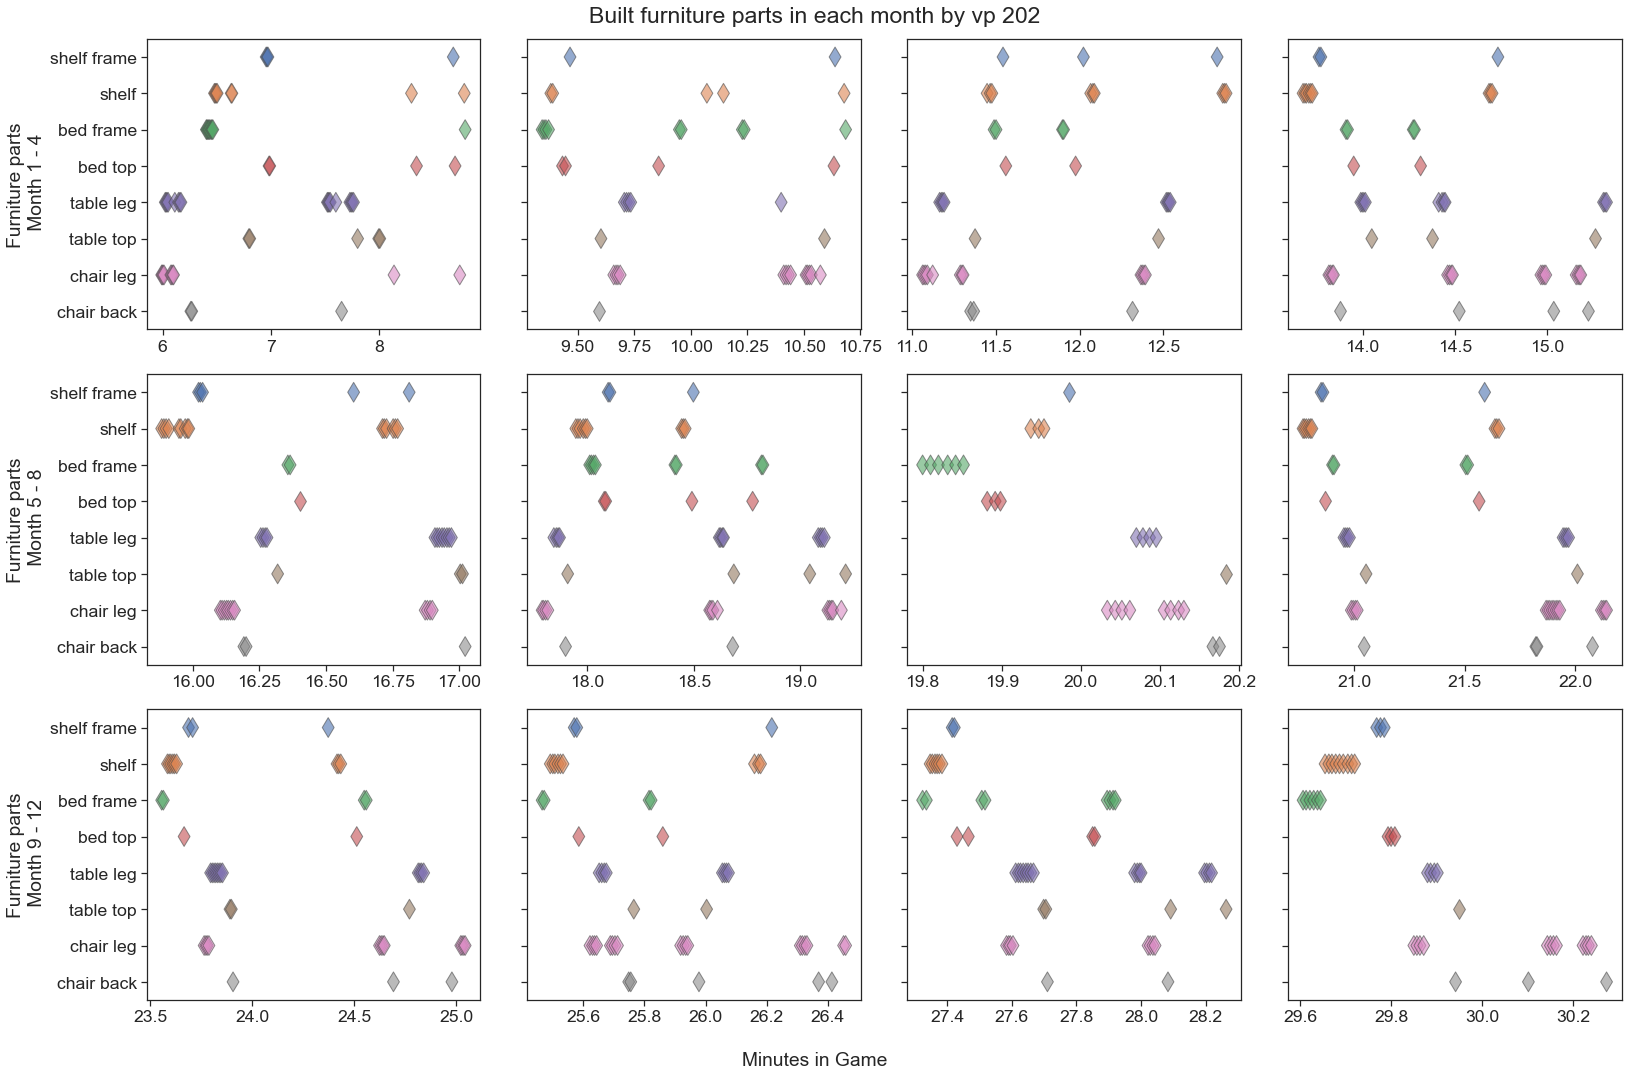 Built furniture parts in each month by vp 202
Furniture parts
Month 1 - 4
shelf frame
shelf
bed frame
bed top
table leg
table top
chair leg
chair back
6 7 8
9.50 9.75 10.00 10.25 10.50 10.75
11.0 11.5 12.0 12.5
14.0 14.5 15.0
Furniture parts
Month 5 - 8
shelf frame
shelf
bed frame
bed top
table leg
table top
chair leg
chair back
16.00 16.25 16.50 16.75 17.00
18.0 18.5 19.0
19.8 19.9 20.0 20.1 20.2
21.0 21.5 22.0
Furniture parts
Month 9 - 12
shelf frame
shelf
bed frame
bed top
table leg
table top
chair leg
chair back
23.5 24.0 24.5 25.0
25.6 25.8 26.0 26.2 26.4
27.4 27.6 27.8 28.0 28.2
29.6 29.8 30.0 30.2
Minutes in Game